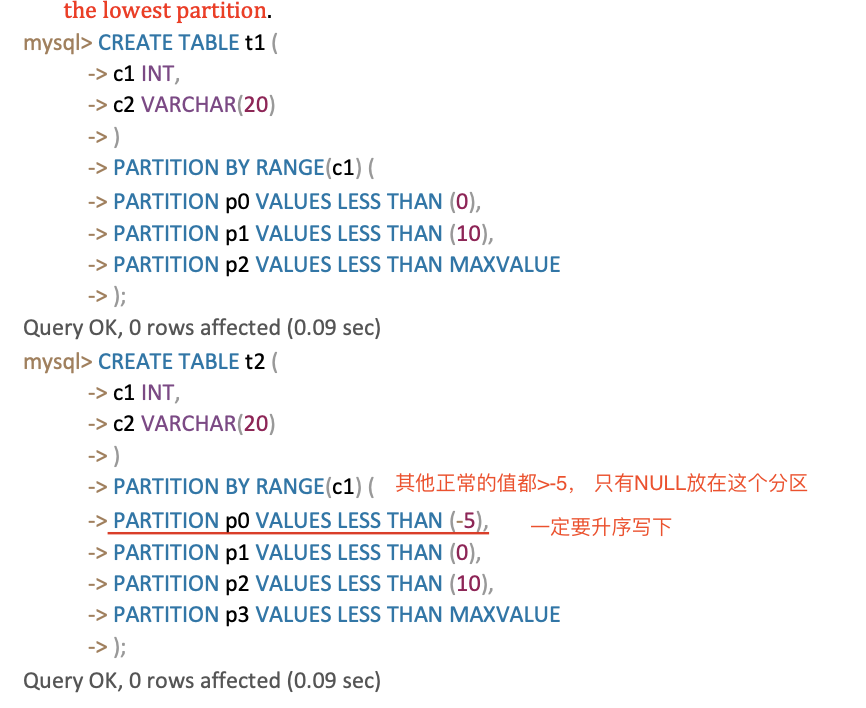 the lowest partition.
mysql> CREATE TABLE t1 (
-> c1 INT,
-> c2 VARCHAR(20)
-> )
-> PARTITION BY RANGE(c1) (
-> PARTITION p0 VALUES LESS THAN (0),
-> PARTITION p1 VALUES LESS THAN (10),
-> PARTITION p2 VALUES LESS THAN MAXVALUE
-> );
Query OK, 0 rows affected (0.09 sec)
mysql> CREATE TABLE t2 (
-> c1 INT,
-> c2 VARCHAR(20)
-> )
-> PARTITION BY RANGE(c1) ( 其他正常的值都>-5， 只有NULL放在这个分区
-> PARTITION p0 VALUES LESS THAN (-5), 一定要升序写下
-> PARTITION p1 VALUES LESS THAN (0),
-> PARTITION p2 VALUES LESS THAN (10),
-> PARTITION p3 VALUES LESS THAN MAXVALUE
-> );
Query OK, 0 rows affected (0.09 sec)